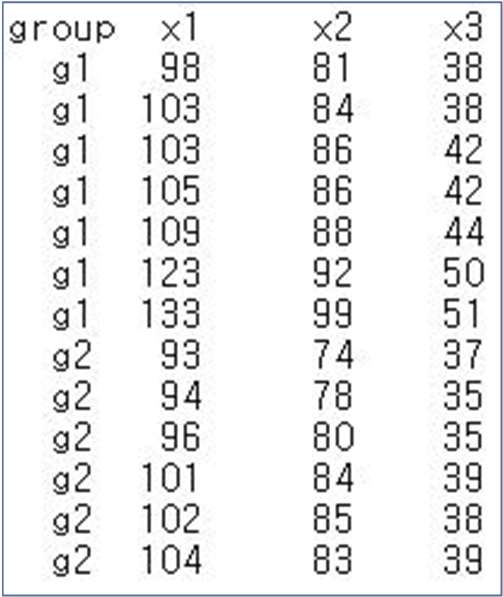 group x1 x2 x3
g1 98 81 38
g1 103 84 38
g1 103 86 42
g1 105 86 42
g1 109 88 44
g1 123 92 50
g1 133 99 51
g2 93 74 37
g2 94 78 35
g2 96 80 35
g2 101 84 39
g2 102 85 38
g2 104 83 39